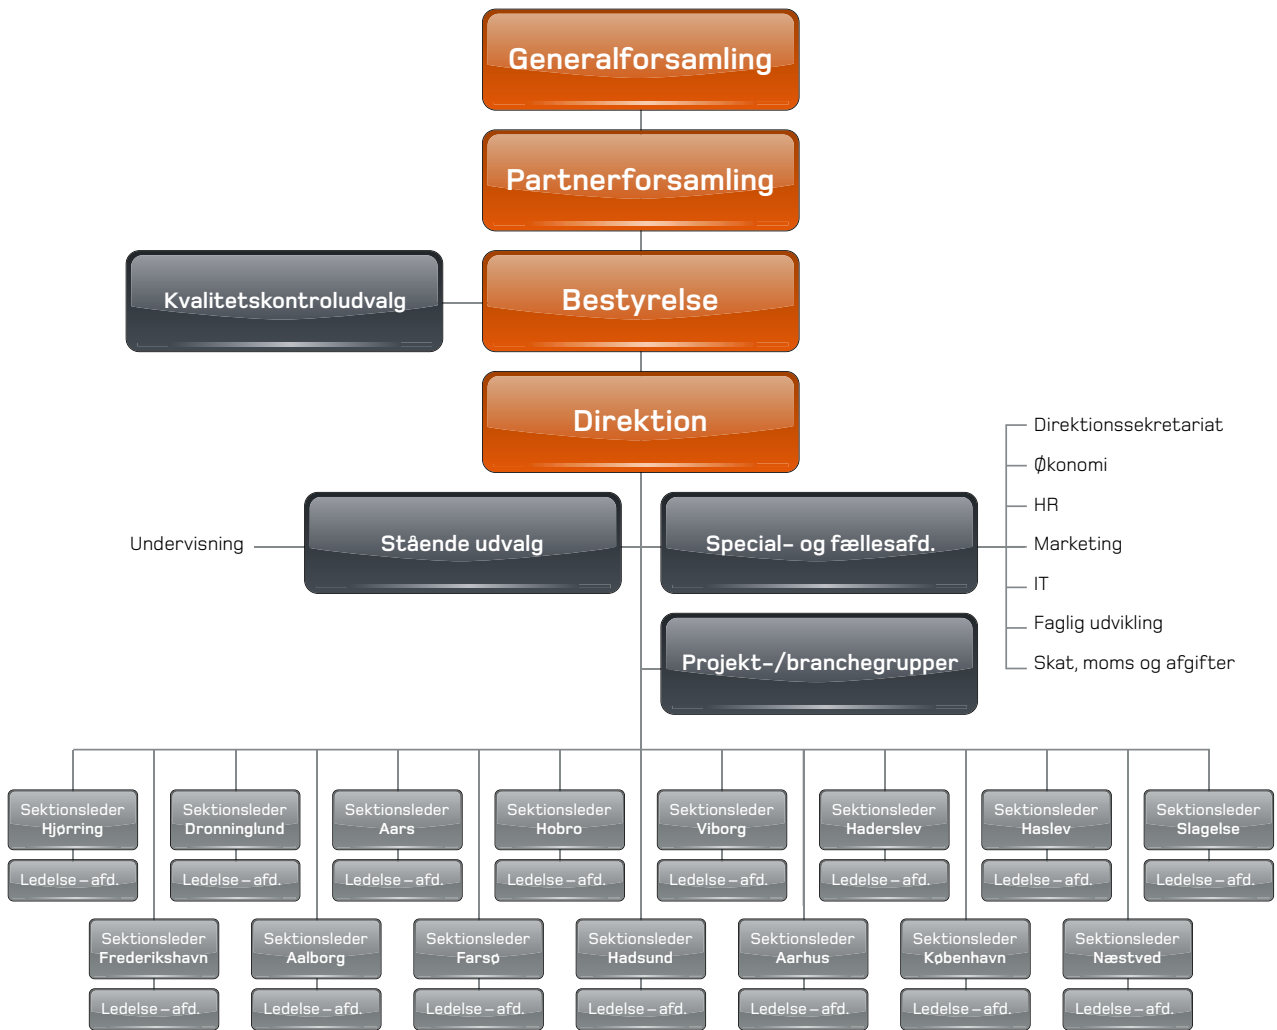 Generalforsamling
Partnerforsamling
Kvalitetskontroludvalg
Bestyrelse
Direktion
Direktionssekretariat
Økonomi
HR
Marketing
IT
Faglig udvikling
Skat, moms og afgifter
Undervisning
Stående udvalg
Special- og fællesafd.
Projekt-/branchegrupper
Sektionsleder
Hjørring
Ledelse – afd.
Sektionsleder
Dronninglund
Ledelse – afd.
Sektionsleder
Aars
Ledelse – afd.
Sektionsleder
Hobro
Ledelse – afd.
Sektionsleder
Viborg
Ledelse – afd.
Sektionsleder
Haderslev
Ledelse – afd.
Sektionsleder
Haslev
Ledelse – afd.
Sektionsleder
Slagelse
Ledelse – afd.
Sektionsleder
Frederikshavn
Ledelse – afd.
Sektionsleder
Aalborg
Ledelse – afd.
Sektionsleder
Farsø
Ledelse – afd.
Sektionsleder
Hadsund
Ledelse – afd.
Sektionsleder
Aarhus
Ledelse – afd.
Sektionsleder
København
Ledelse – afd.
Sektionsleder
Næstved
Ledelse – afd.